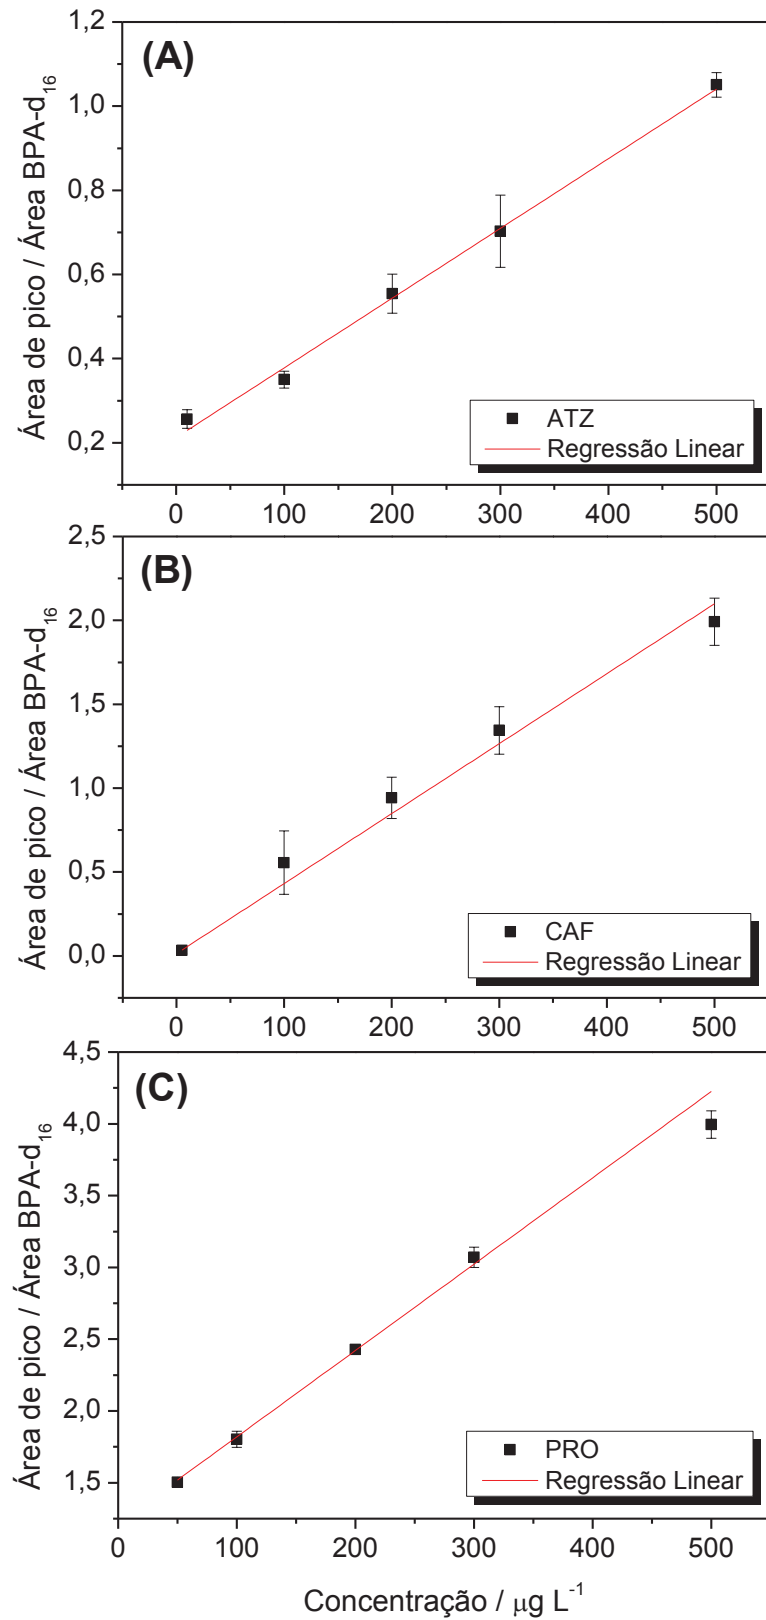 (A)
1,2
1,0
0,8
0,6
0,4
0,2
Área de pico / Área BPA-d16
ATZ
Regressão Linear
0 100 200 300 400 500
(B)
2,5
2,0
1,5
1,0
0,5
0,0
Área de pico / Área BPA-d16
CAF
Regressão Linear
0 100 200 300 400 500
(C)
4,5
4,0
3,5
3,0
2,5
2,0
1,5
Área de pico / Área BPA-d16
PRO
Regressão Linear
0 100 200 300 400 500
Concentração / μg L-1